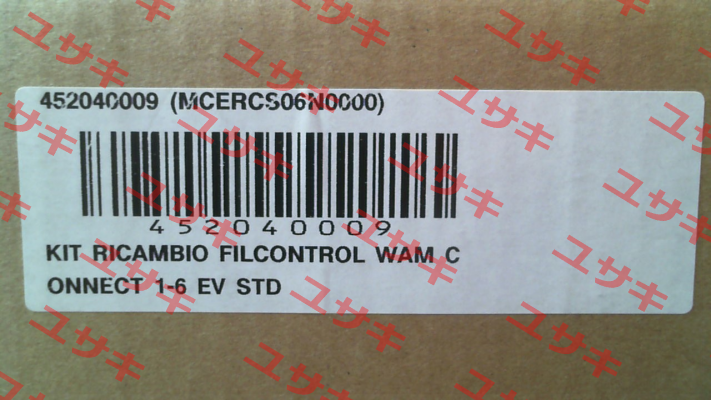 452040009 (MCERCS06N0000)
452040009
KIT RICAMBIO FILCONTROL WAM C
ONNECT 1-6 EV STD
ユサキ